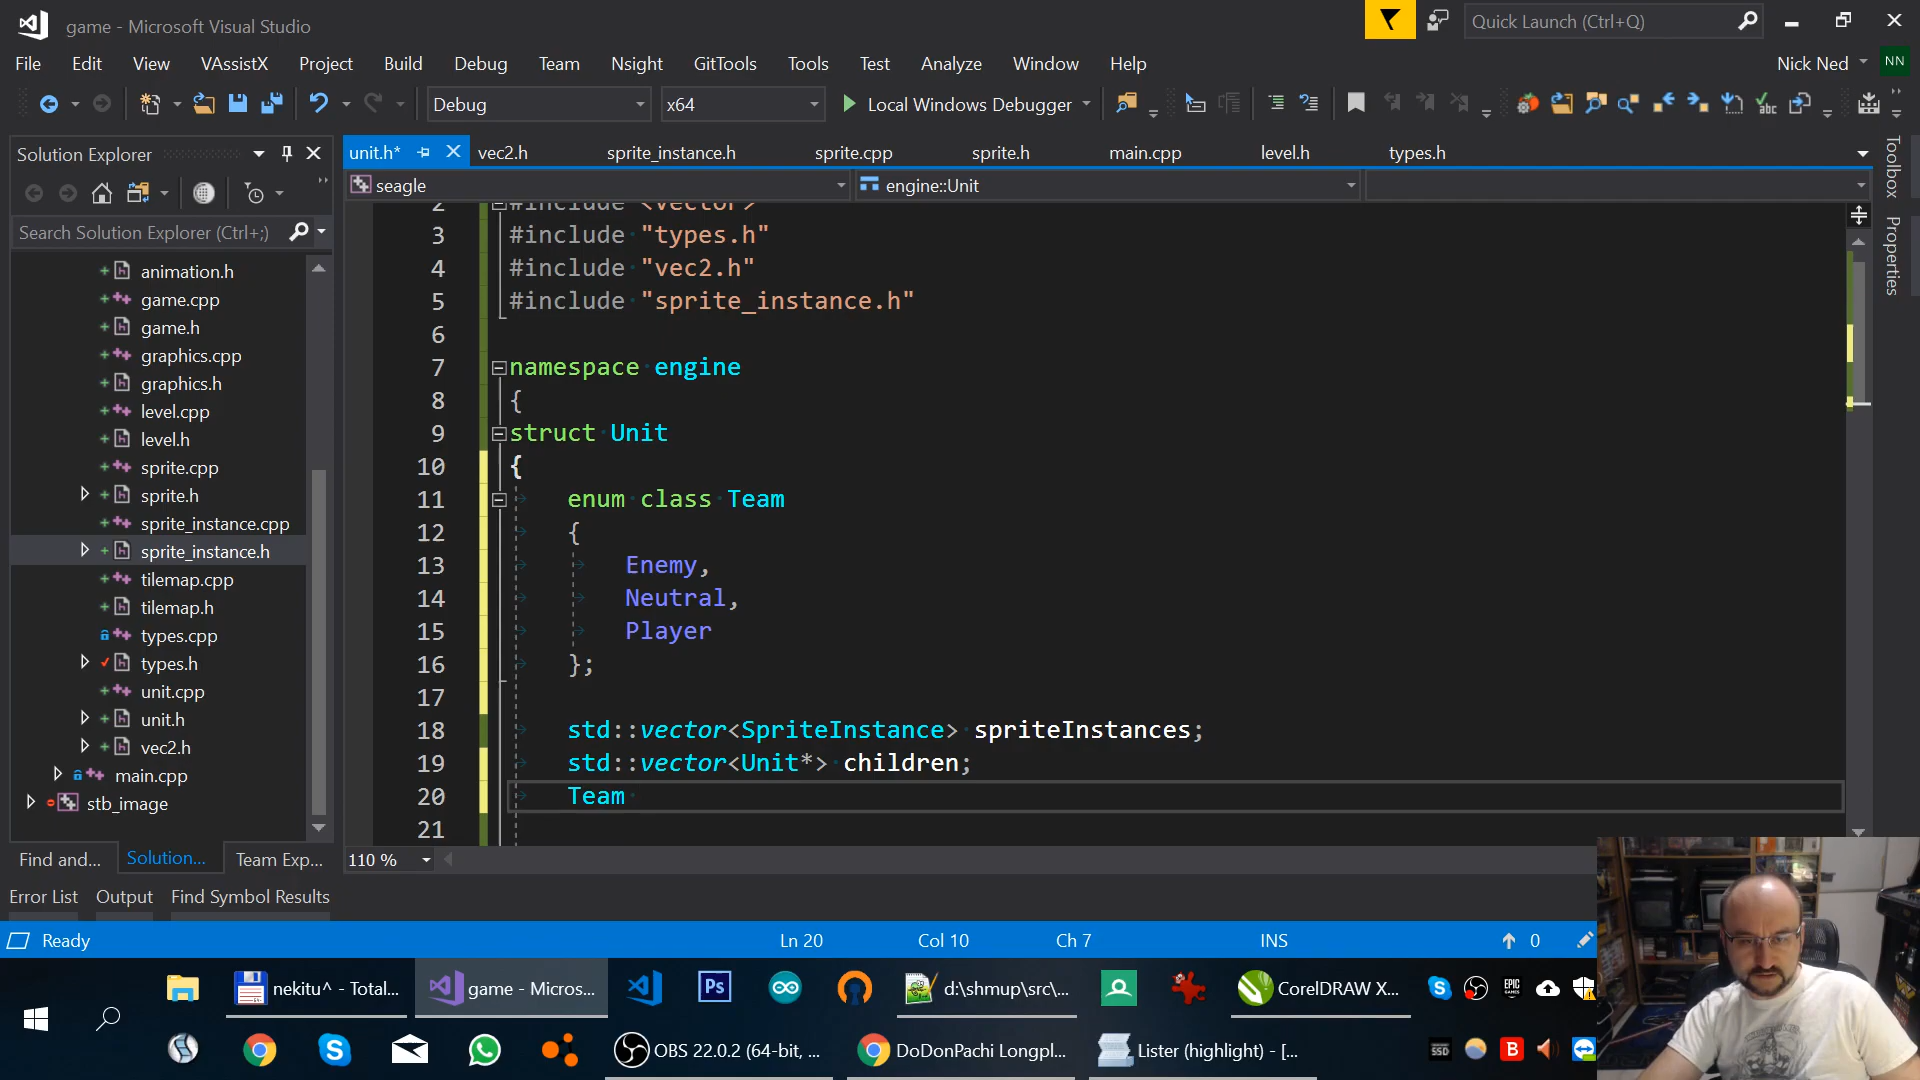 game - Microsoft Visual Studio
Quick Launch (Ctrl+Q)
File Edit View VAssistX Project Build Debug Team Nsight GitTools Tools Test Analyze Window Help
Nick Ned NN
Debug x64 Local Windows Debugger
Solution Explorer
unit.h* vec2.h sprite_instance.h sprite.cpp sprite.h main.cpp level.h types.h
seagle engine::Unit
Search Solution Explorer (Ctrl+;)
animation.h
game.cpp
game.h
graphics.cpp
graphics.h
level.cpp
level.h
sprite.cpp
sprite.h
sprite_instance.cpp
sprite_instance.h
tilemap.cpp
tilemap.h
types.cpp
types.h
unit.cpp
unit.h
vec2.h
main.cpp
stb_image
2 #include <vector>
3 #include "types.h"
4 #include "vec2.h"
5 #include "sprite_instance.h"
6
7 namespace engine
8 {
9 struct Unit
10 {
11 enum class Team
12 {
13 Enemy,
14 Neutral,
15 Player
16 };
17
18 std::vector<SpriteInstance> spriteInstances;
19 std::vector<Unit*> children;
20 Team
21
Toolbox
Properties
Find and... Solution... Team Exp...
110 %
Error List Output Find Symbol Results
Ready Ln 20 Col 10 Ch 7 INS 0
nekitu^ - Total... game - Micros... Ps d:\shmup\src\... CorelDRAW X... EPIC GAMES
OBS 22.0.2 (64-bit, ... DoDonPachi Longpl... Lister (highlight) - [... SSD B